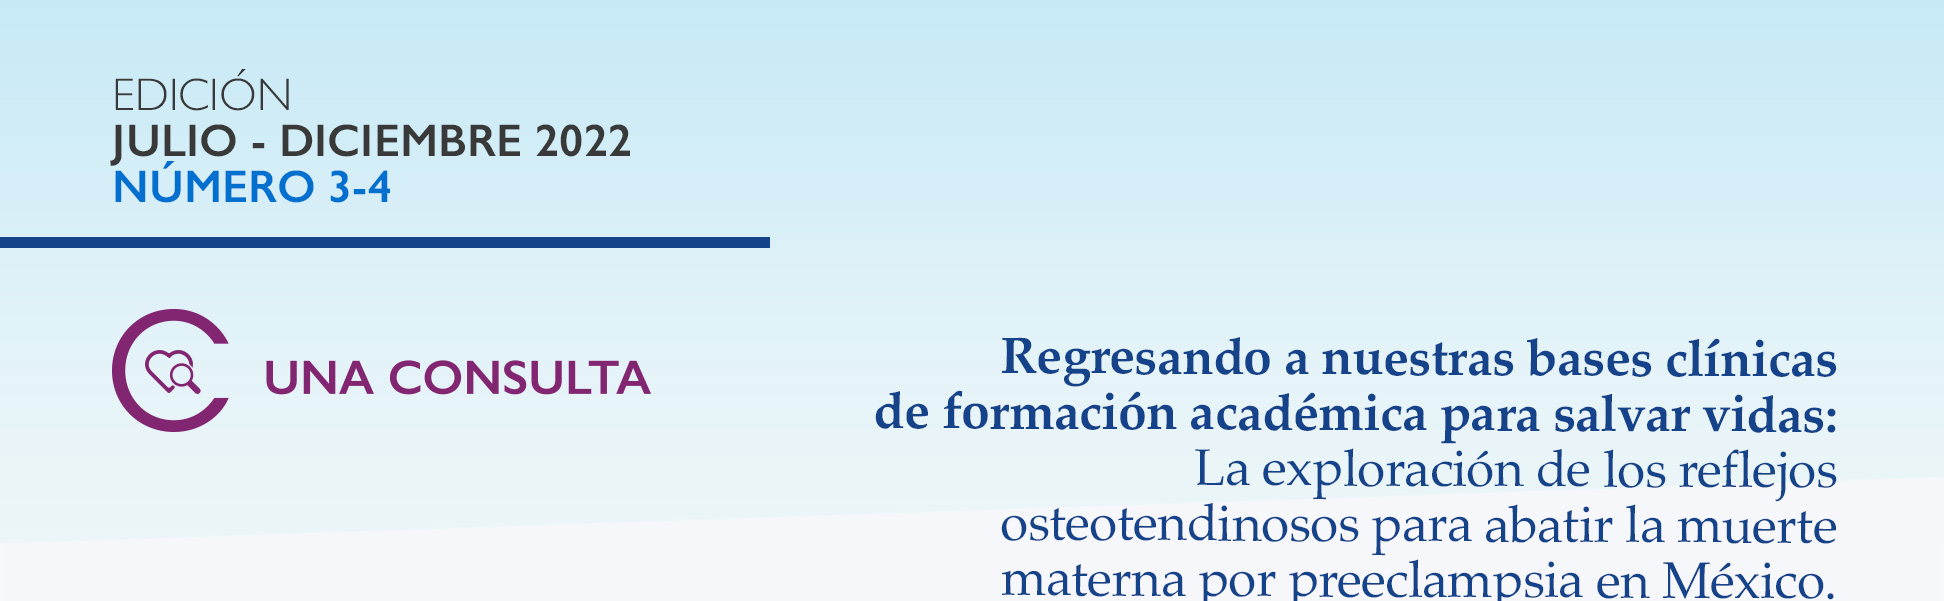 EDICIÓN
JULIO - DICIEMBRE 2022
NÚMERO 3-4
UNA CONSULTA
Regresando a nuestras bases clínicas
de formación académica para salvar vidas:
La exploración de los reflejos
osteotendinosos para abatir la muerte
materna por preeclampsia en México.